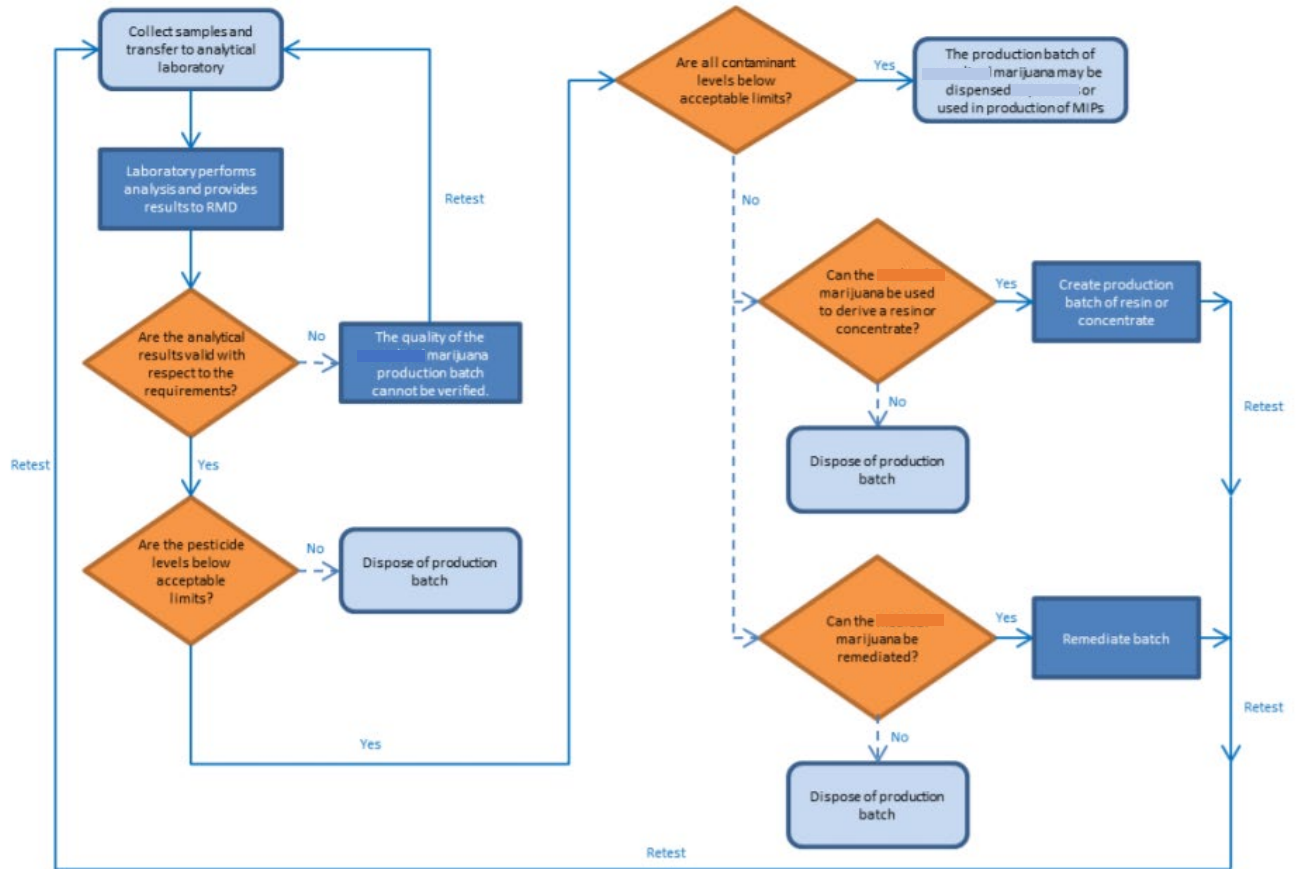 Collect samples and
transfer to analytical
laboratory
Laboratory performs
analysis and provides
results to RMD
Retest
Are the analytical
results valid with
respect to the
requirements?
No
The quality of the
marijuana
production batch
cannot be verified.
Retest
Yes
Are the pesticide
levels below
acceptable
limits?
No
Dispose of production
batch
Yes
Are all contaminant
levels below
acceptable limits?
Yes
The production batch of
marijuana may be
dispensed
or
used in production of MIPs
No
Can the
marijuana be used
to derive a resin or
concentrate?
Yes
Create production
batch of resin or
concentrate
No
Dispose of production
batch
Retest
Can the
marijuana be
remediated?
Yes
Remediate batch
Retest
No
Dispose of production
batch
Retest